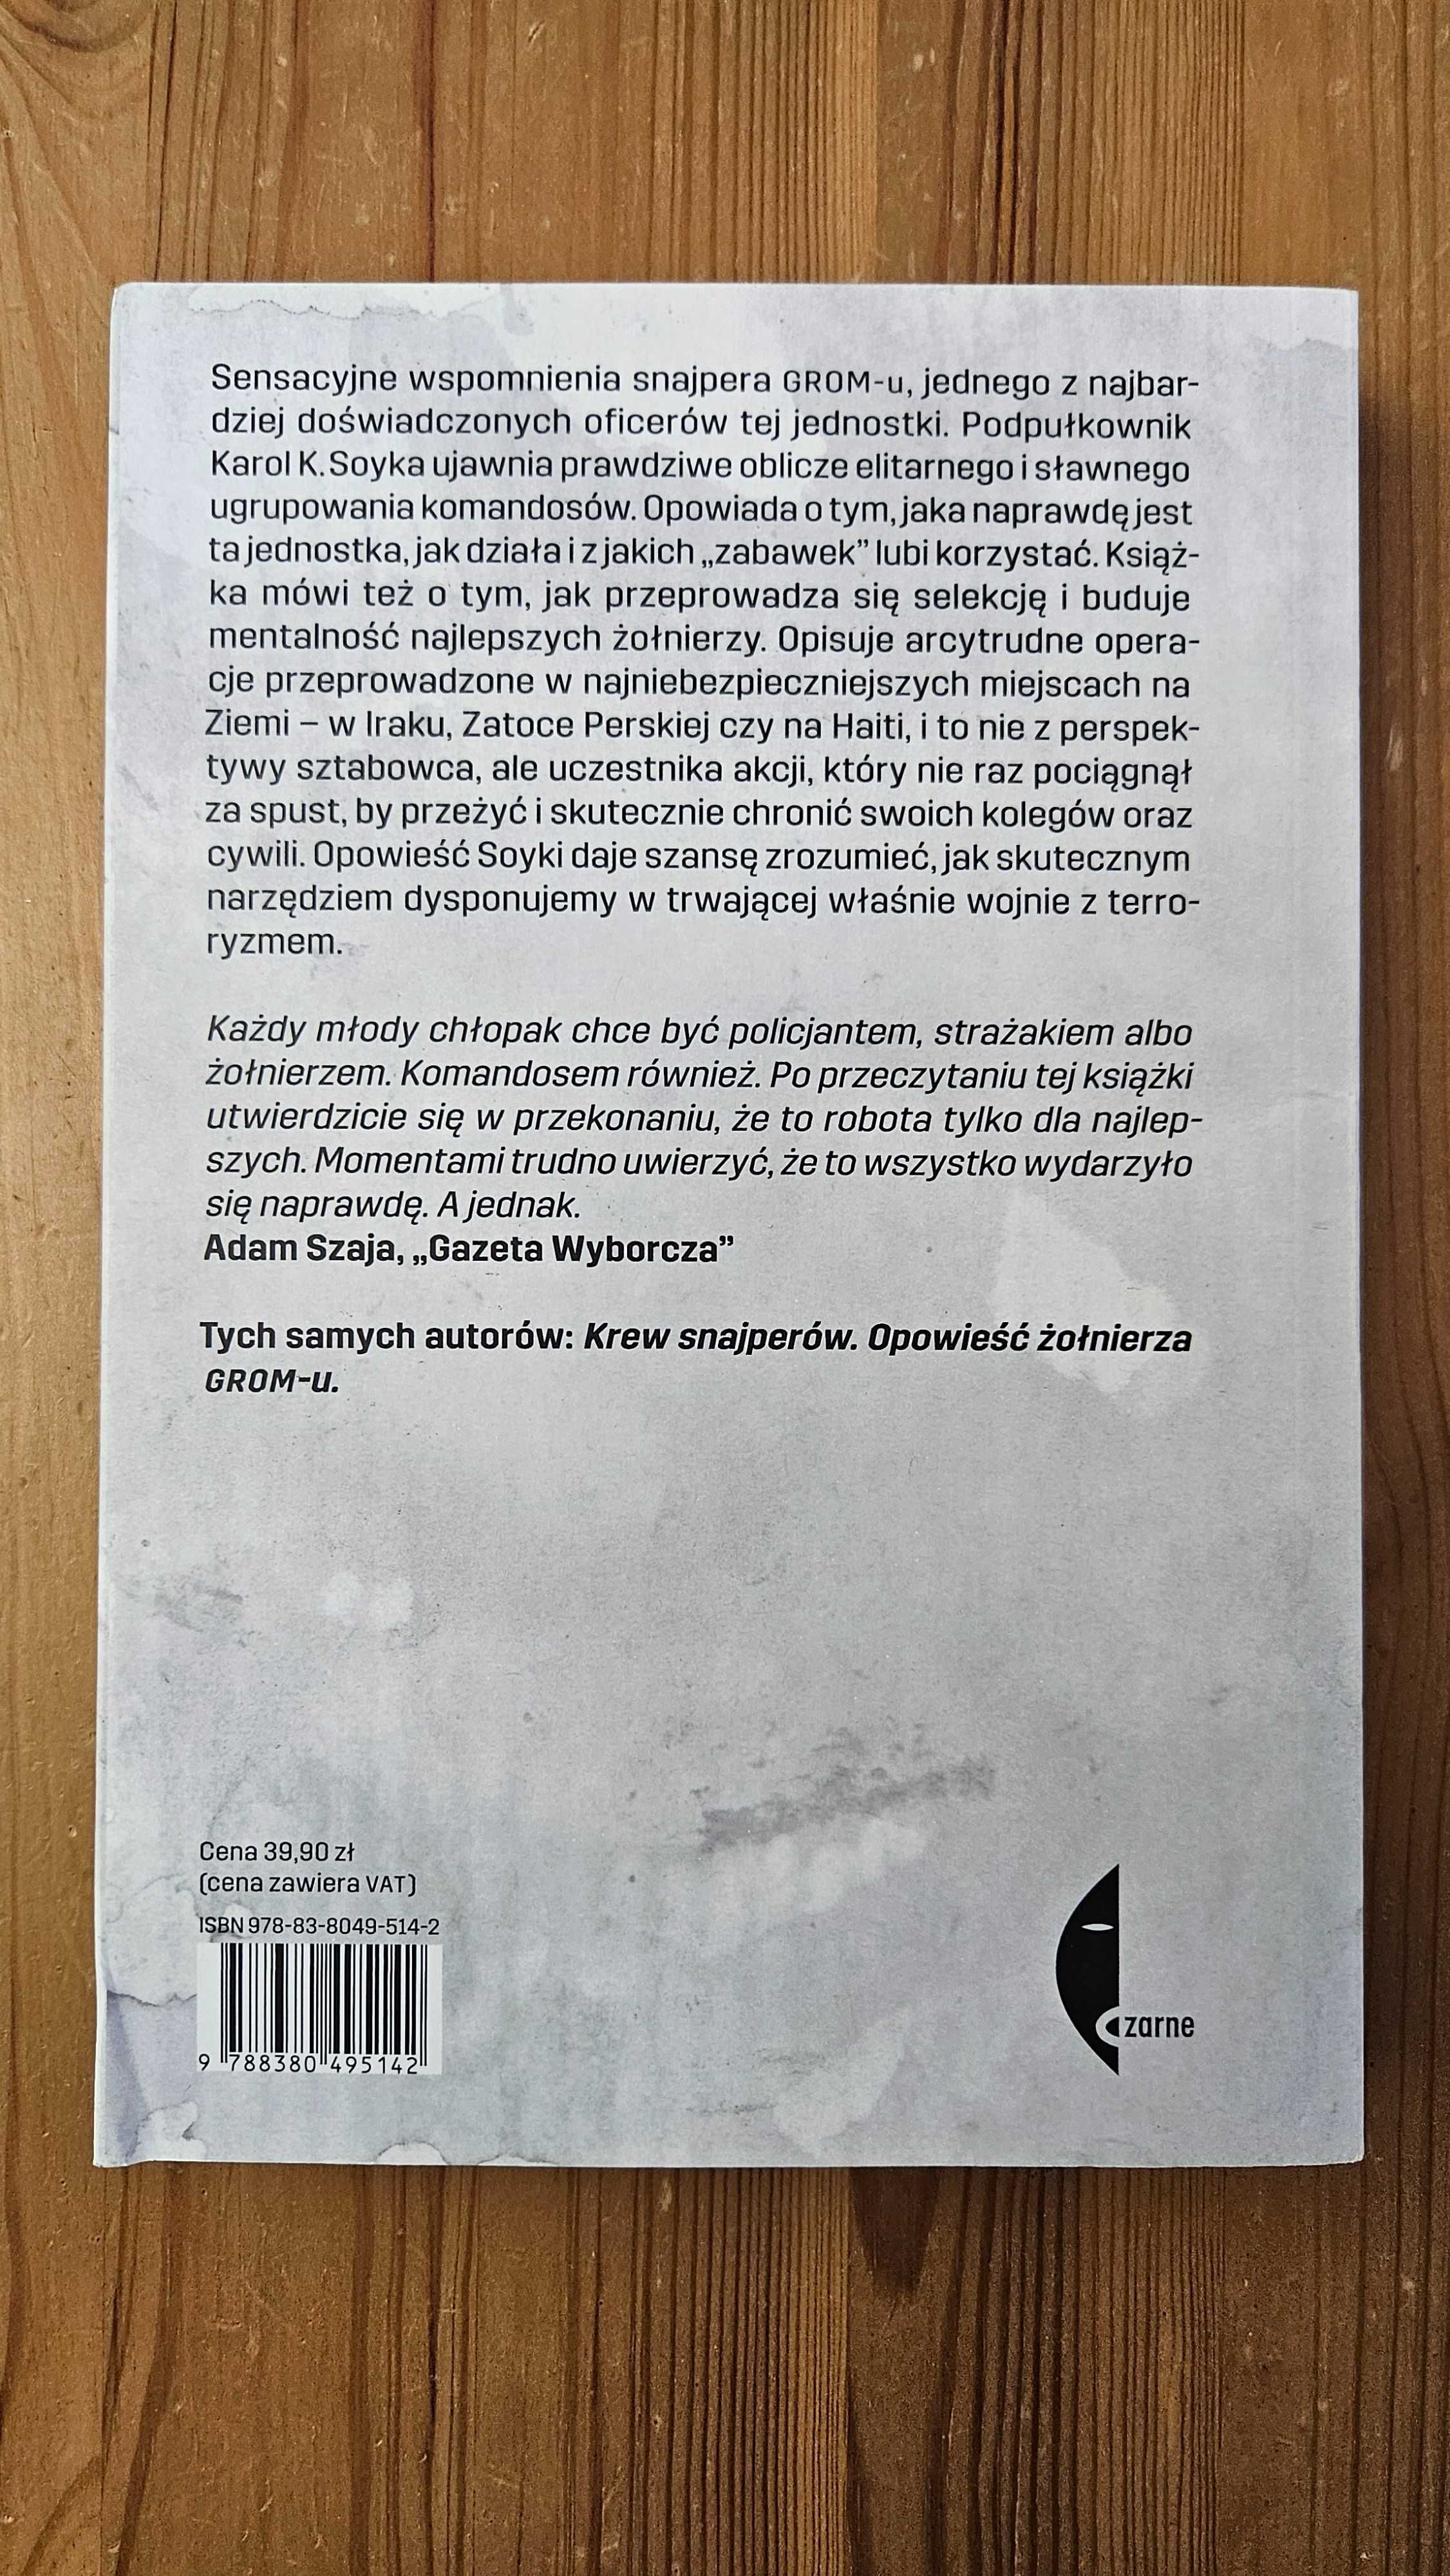 Sensacyjne wspomnienia snajpera GROM-u, jednego z najbar-
dziej doświadczonych oficerów tej jednostki. Podpułkownik
Karol K. Soyka ujawnia prawdziwe oblicze elitarnego i sławnego
ugrupowania komandosów. Opowiada o tym, jaka naprawdę jest
ta jednostka, jak działa i z jakich „zabawek” lubi korzystać. Książ-
ka mówi też o tym, jak przeprowadza się selekcję i buduje
mentalność najlepszych żołnierzy. Opisuje arcytrudne opera-
cje przeprowadzone w najniebezpieczniejszych miejscach na
Ziemi – w Iraku, Zatoce Perskiej czy na Haiti, i to nie z perspek-
tywy sztabowca, ale uczestnika akcji, który nie raz pociągnął
za spust, by przeżyć i skutecznie chronić swoich kolegów oraz
cywili. Opowieść Soyki daje szansę zrozumieć, jak skutecznym
narzędziem dysponujemy w trwającej właśnie wojnie z terro-
ryzmem.
Każdy młody chłopak chce być policjantem, strażakiem albo
żołnierzem. Komandosem również. Po przeczytaniu tej książki
utwierdzicie się w przekonaniu, że to robota tylko dla najlep-
szych. Momentami trudno uwierzyć, że to wszystko wydarzyło
się naprawdę. A jednak.
Adam Szaja, „Gazeta Wyborcza”
Tych samych autorów: Krew snajperów. Opowieść żołnierza
GROM-u.
Cena 39,90 zł
(cena zawiera VAT)
ISBN 978-83-8049-514-2
9 788380 495142
Czarne